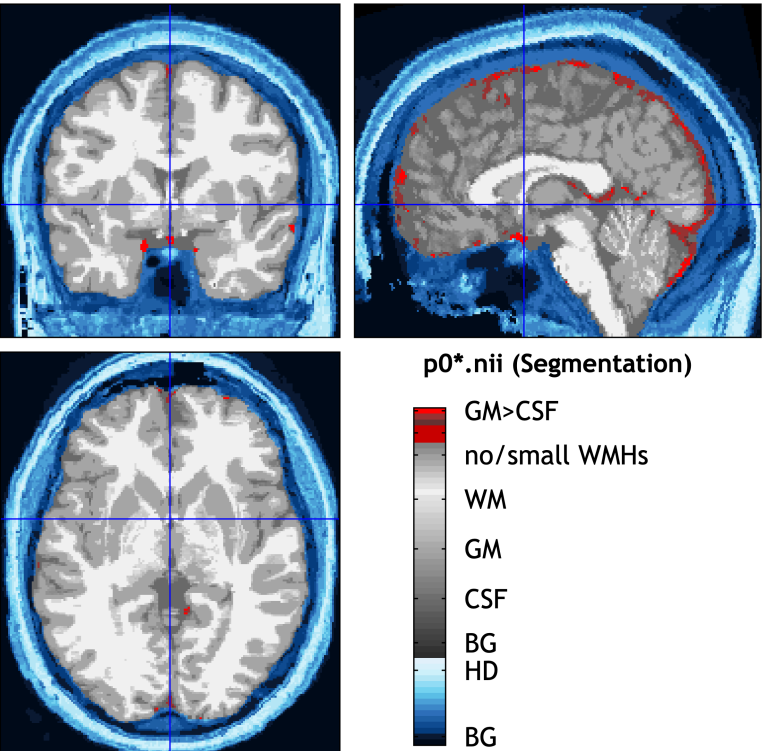 p0*.nii (Segmentation)
GM>CSF
no/small WMHs
WM
GM
CSF
BG
HD
BG